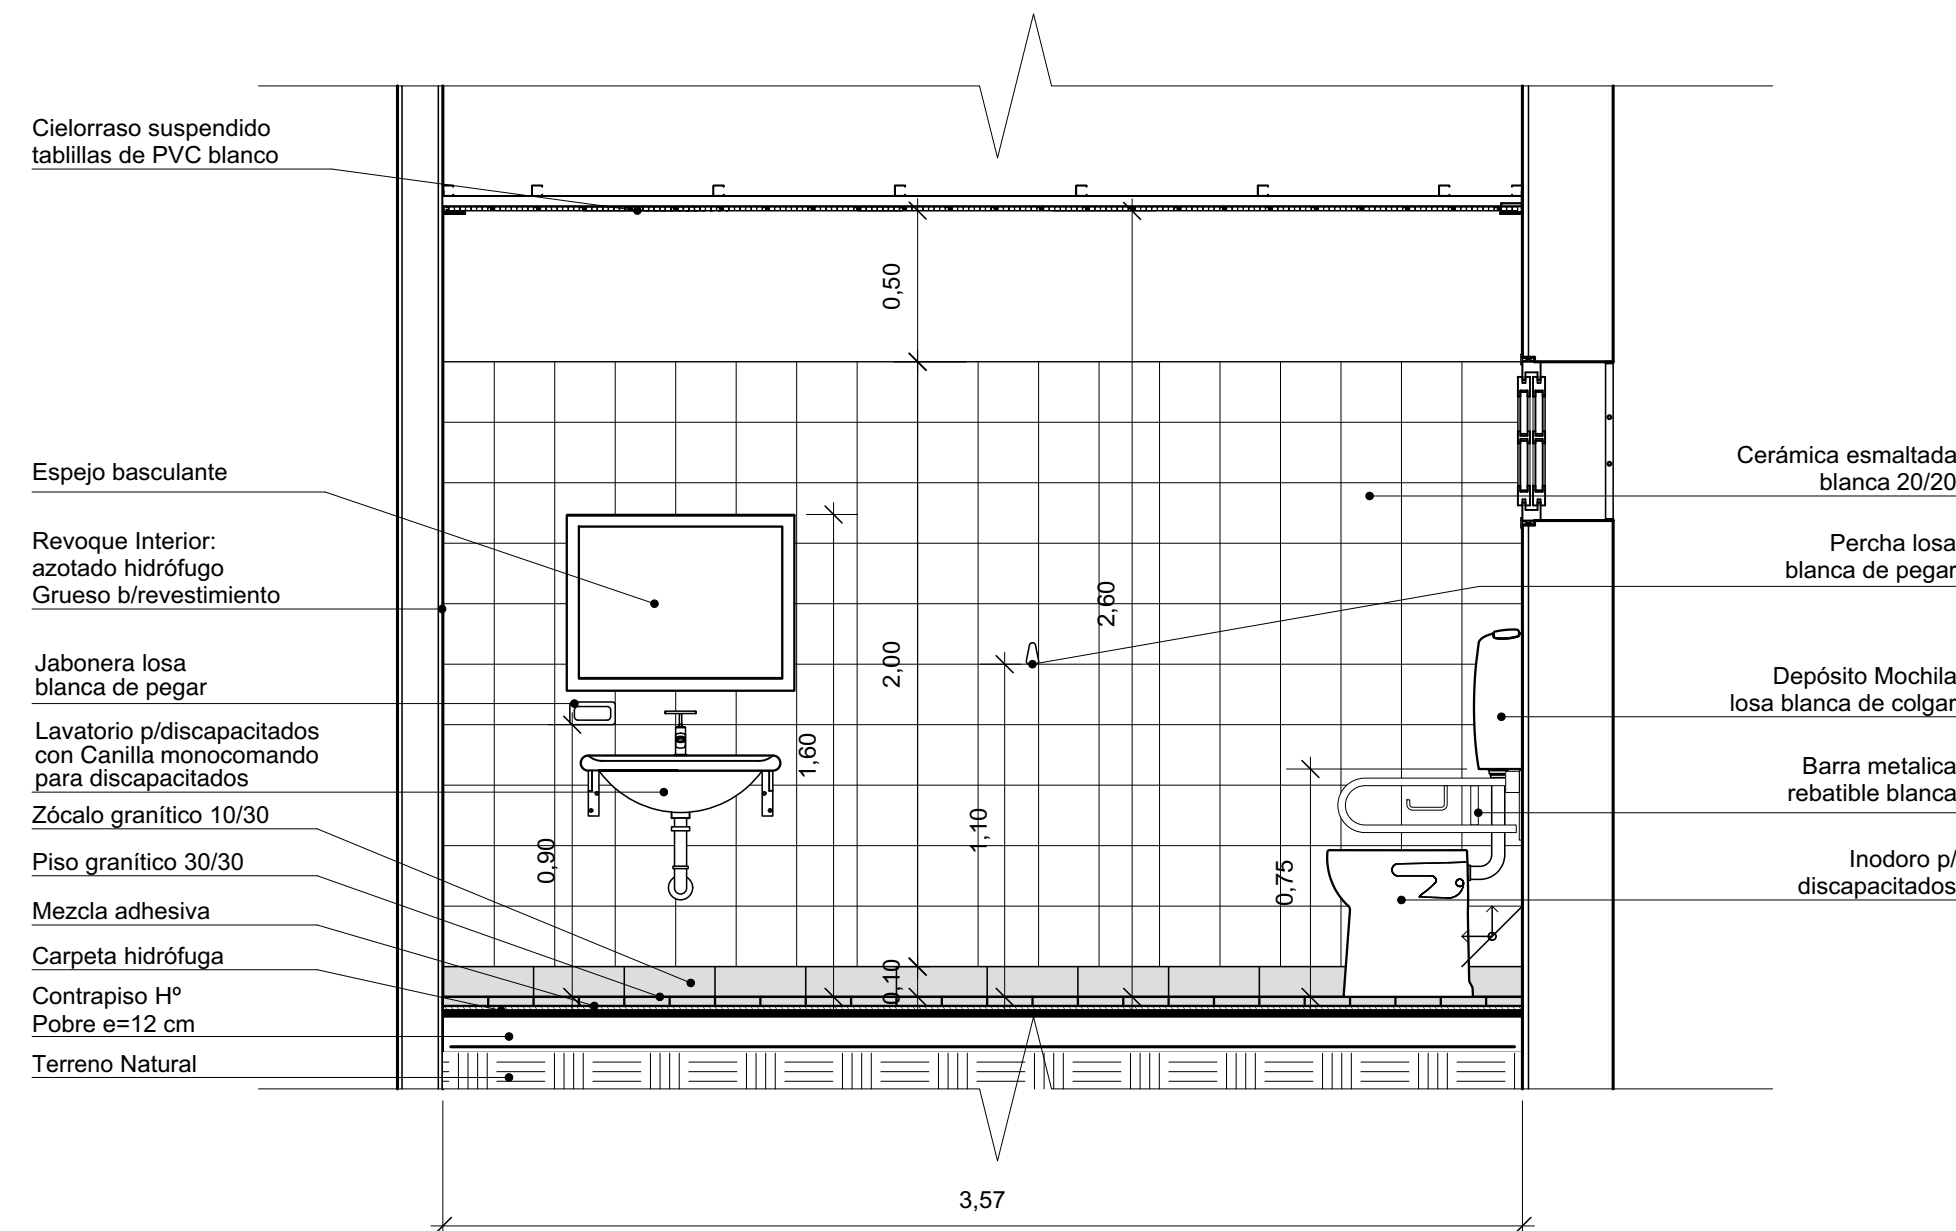 Cielorraso suspendido
tablillas de PVC blanco
Espejo basculante
Revoque Interior:
azotado hidrófugo
Grueso b/revestimiento
Jabonera losa
blanca de pegar
Lavatorio p/discapacitados
con Canilla monocomando
para discapacitados
Zócalo granítico 10/30
Piso granítico 30/30
Mezcla adhesiva
Carpeta hidrófuga
Contrapiso Hº
Pobre e=12 cm
Terreno Natural
0,50
2,60
2,00
1,60
1,10
0,90
0,75
0,10
3,57
Cerámica esmaltada
blanca 20/20
Percha losa
blanca de pegar
Depósito Mochila
losa blanca de colgar
Barra metalica
rebatible blanca
Inodoro p/
discapacitados